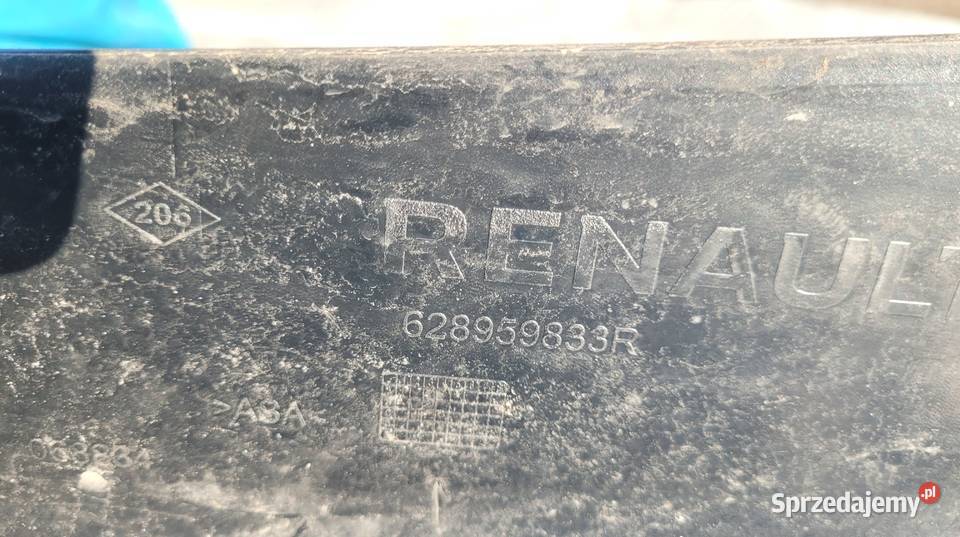 206
RENAULT
628959833R
>ASA
Sprzedajemy.pl